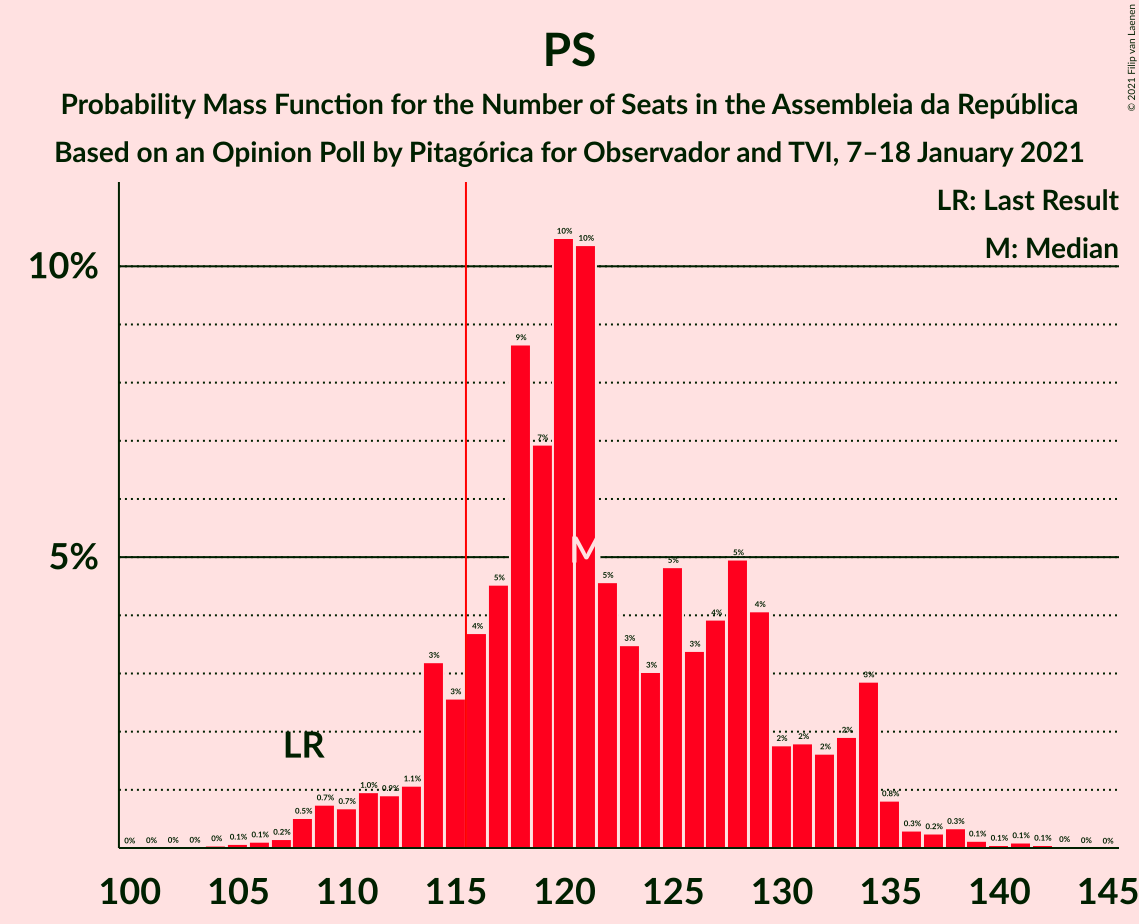 PS
Probability Mass Function for the Number of Seats in the Assembleia da República
Based on an Opinion Poll by Pitagórica for Observador and TVI, 7–18 January 2021
© 2021 Filip van Laenen
LR: Last Result
M: Median
10%
5%
LR
M
0% 0% 0% 0% 0% 0.1% 0.1% 0.2% 0.5% 0.7% 0.7% 1.0% 0.9% 1.1% 3% 3% 4% 5% 9% 7% 10% 10% 5% 3% 3% 5% 3% 4% 5% 4% 2% 2% 2% 2% 3% 0.8% 0.3% 0.2% 0.3% 0.1% 0.1% 0.1% 0.1% 0% 0% 0%
100 105 110 115 120 125 130 135 140 145